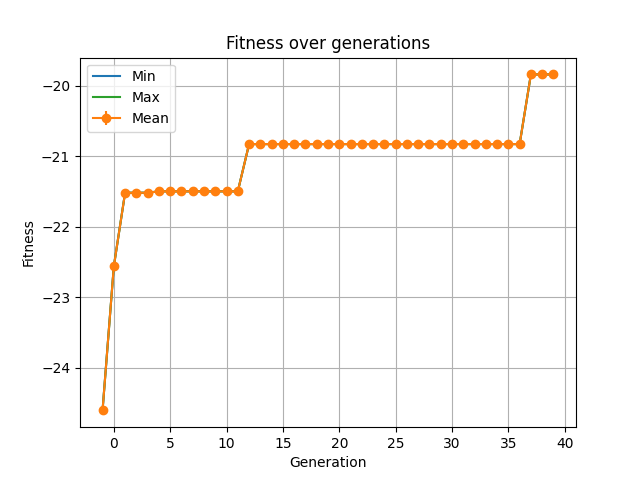 Fitness over generations
Min
Max
Mean
Fitness
−20
−21
−22
−23
−24
0 5 10 15 20 25 30 35 40
Generation